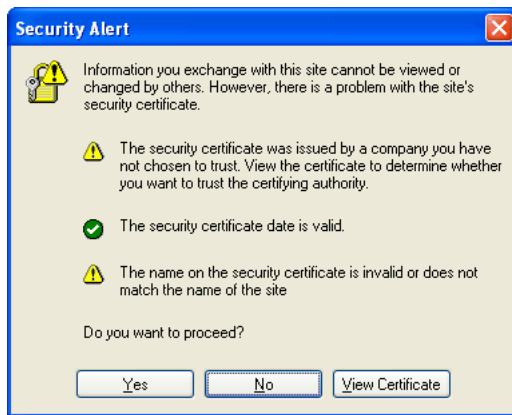 Security Alert
Information you exchange with this site cannot be viewed or
changed by others. However, there is a problem with the site's
security certificate.
The security certificate was issued by a company you have
not chosen to trust. View the certificate to determine whether
you want to trust the certifying authority.
The security certificate date is valid.
The name on the security certificate is invalid or does not
match the name of the site
Do you want to proceed?
Yes No View Certificate